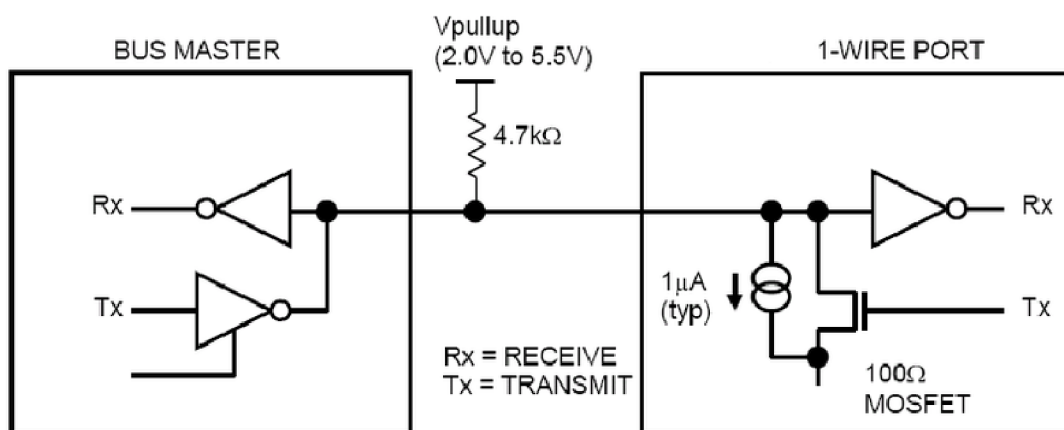 BUS MASTER
Vpullup
(2.0V to 5.5V)
1-WIRE PORT
4.7kΩ
Rx
Rx
Tx
1µA
(typ)
Tx
Rx = RECEIVE
Tx = TRANSMIT
100Ω
MOSFET